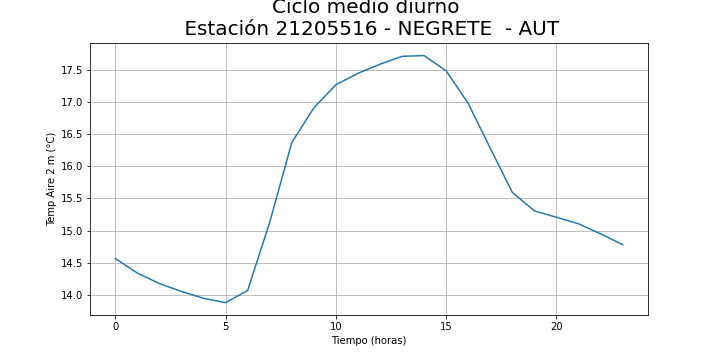 Ciclo medio diurno
Estación 21205516 - NEGRETE  - AUT
Temp Aire 2 m (°C)
17.5
17.0
16.5
16.0
15.5
15.0
14.5
14.0
0 5 10 15 20
Tiempo (horas)